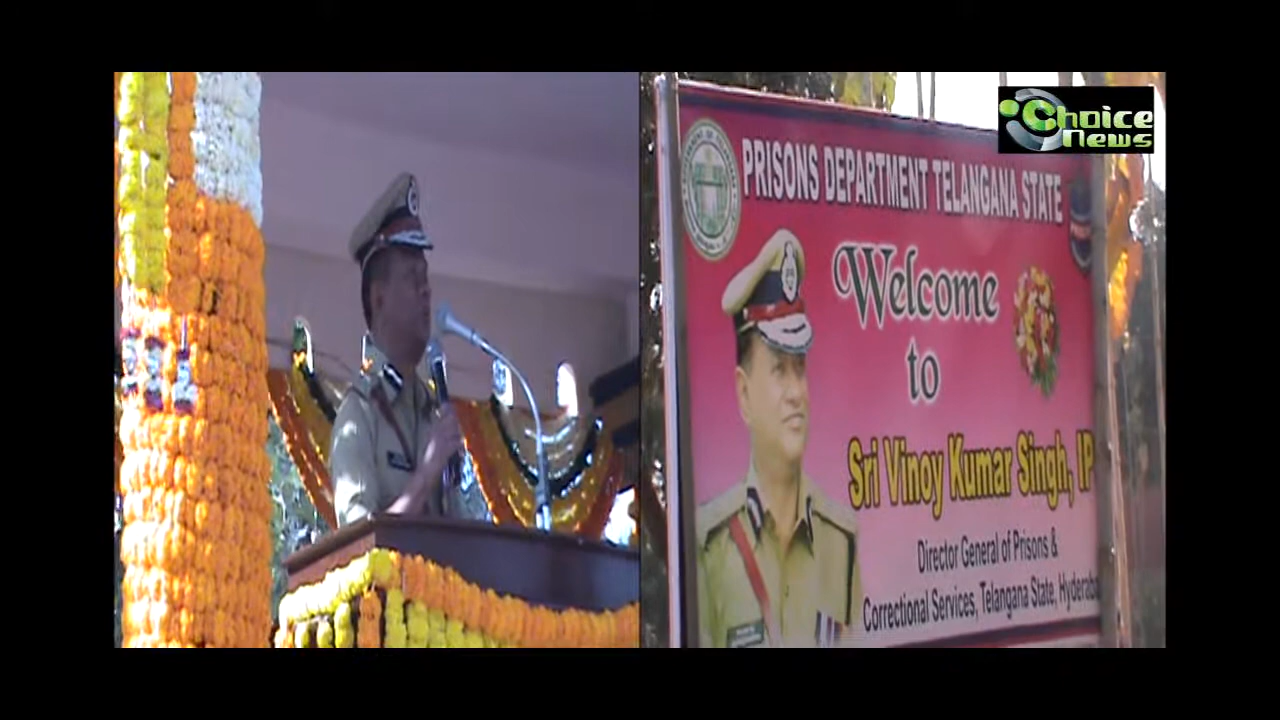 Choice
News
PRISONS DEPARTMENT TELANGANA STATE
Welcome
to
Sri Vinoy Kumar Singh, IP
Director General of Prisons &
Correctional Services, Telangana State, Hyderaba